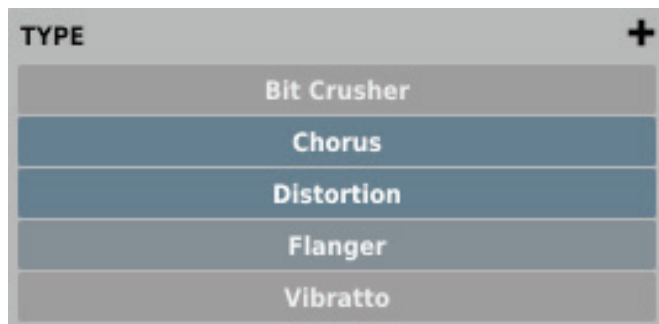 TYPE +
Bit Crusher
Chorus
Distortion
Flanger
Vibratto